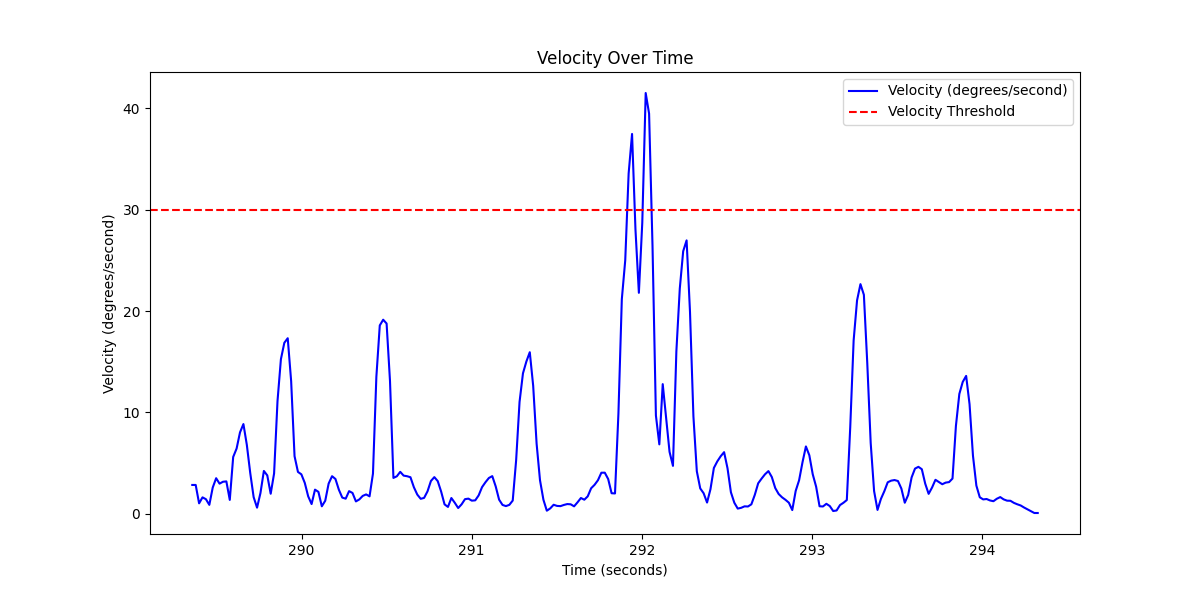 Velocity Over Time
Velocity (degrees/second)
Velocity Threshold
Velocity (degrees/second)
40
30
20
10
0
290 291 292 293 294
Time (seconds)